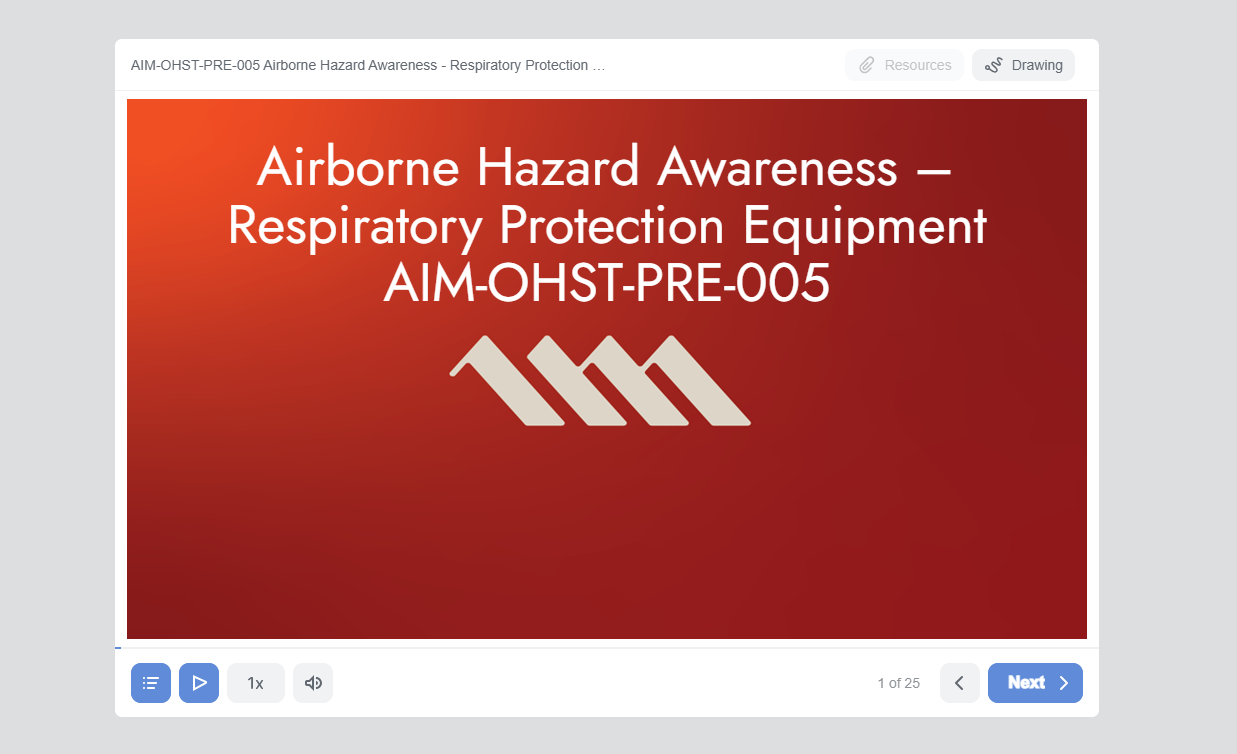 AIM-OHST-PRE-005 Airborne Hazard Awareness - Respiratory Protection ...
Resources
Drawing
Airborne Hazard Awareness –
Respiratory Protection Equipment
AIM-OHST-PRE-005
1x
1 of 25
Next